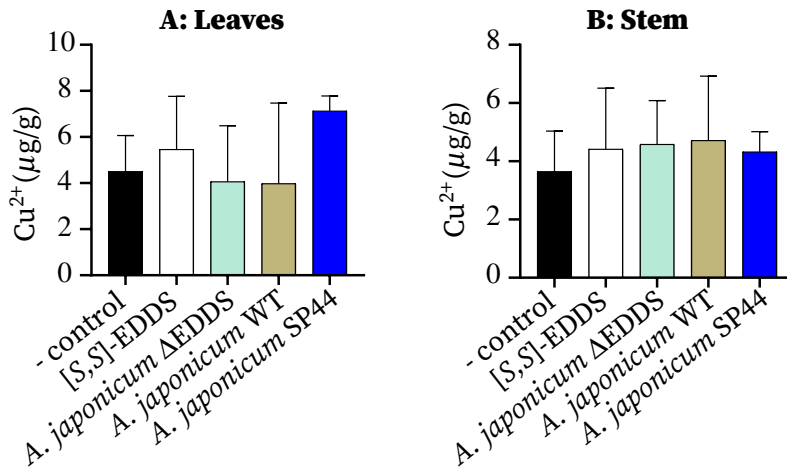 A: Leaves
Cu2+(µg/g)
10
8
6
4
2
0
- control
[S,S]-EDDS
A. japonicum ΔEDDS
A. japonicum WT
A. japonicum SP44
B: Stem
Cu2+(µg/g)
8
6
4
2
0
- control
[S,S]-EDDS
A. japonicum ΔEDDS
A. japonicum WT
A. japonicum SP44